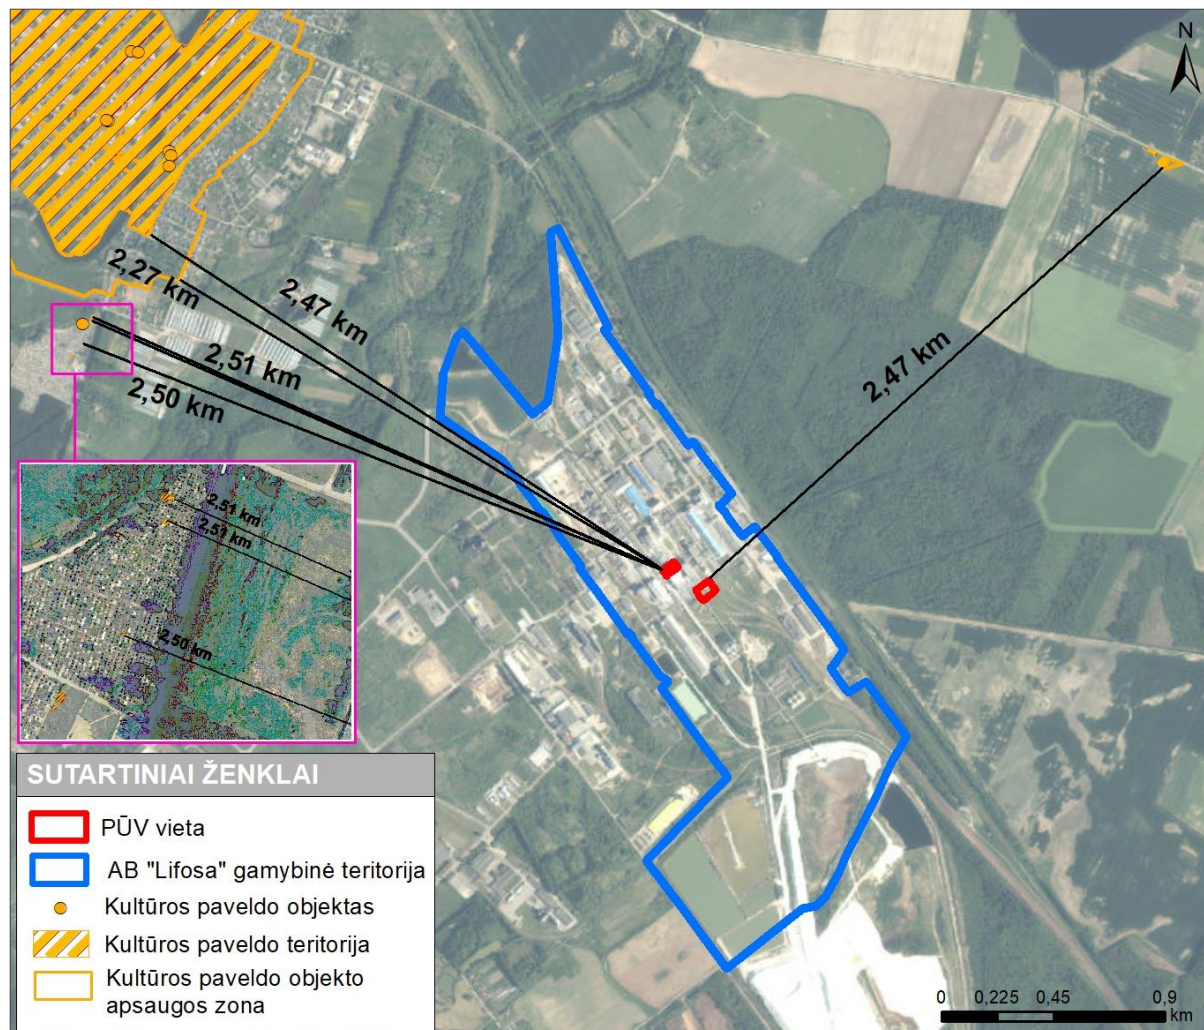 N
2,27 km
2,47 km
2,51 km
2,50 km
2,47 km
2,51 km
2,51 km
2,50 km
SUTARTINIAI ŽENKLAI
PŪV vieta
AB "Lifosa" gamybinė teritorija
Kultūros paveldo objektas
Kultūros paveldo teritorija
Kultūros paveldo objekto
apsaugos zona
0 0,225 0,45 0,9
km